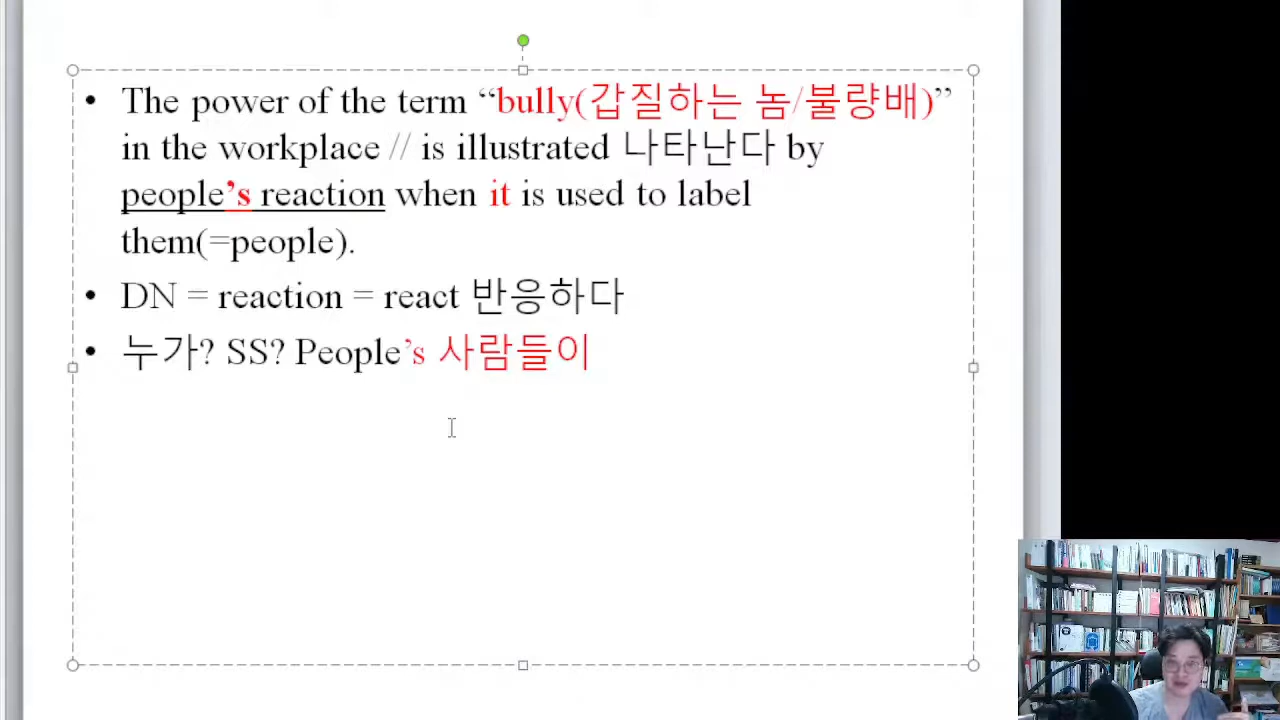 • The power of the term “bully(갑질하는 놈/불량배)”
in the workplace // is illustrated 나타난다 by
people’s reaction when it is used to label
them(=people).
• DN = reaction = react 반응하다
• 누가? SS? People’s 사람들이